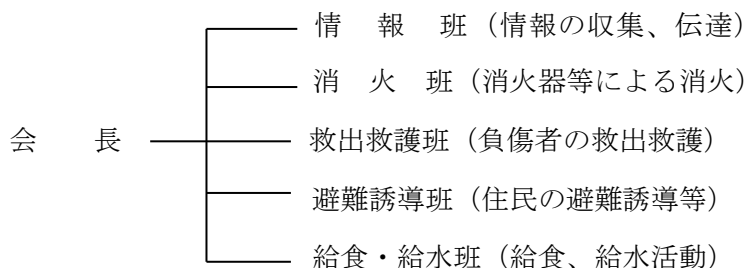 情　報　班（情報の収集、伝達）
消　火　班（消火器等による消火）
会　　長
救出救護班（負傷者の救出救護）
避難誘導班（住民の避難誘導等）
給食・給水班（給食、給水活動）